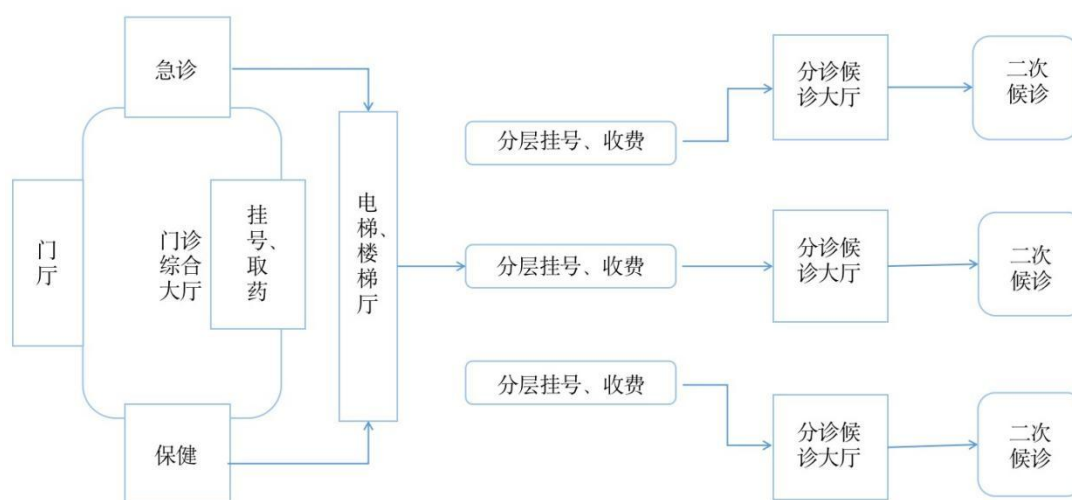 急诊
门
厅
门诊
综合
大厅
挂
号、
取
药
保健
电
梯、
楼
梯
厅
分层挂号、收费
分诊候
诊大厅
二次
候诊
分层挂号、收费
分诊候
诊大厅
二次
候诊
分层挂号、收费
分诊候
诊大厅
二次
候诊